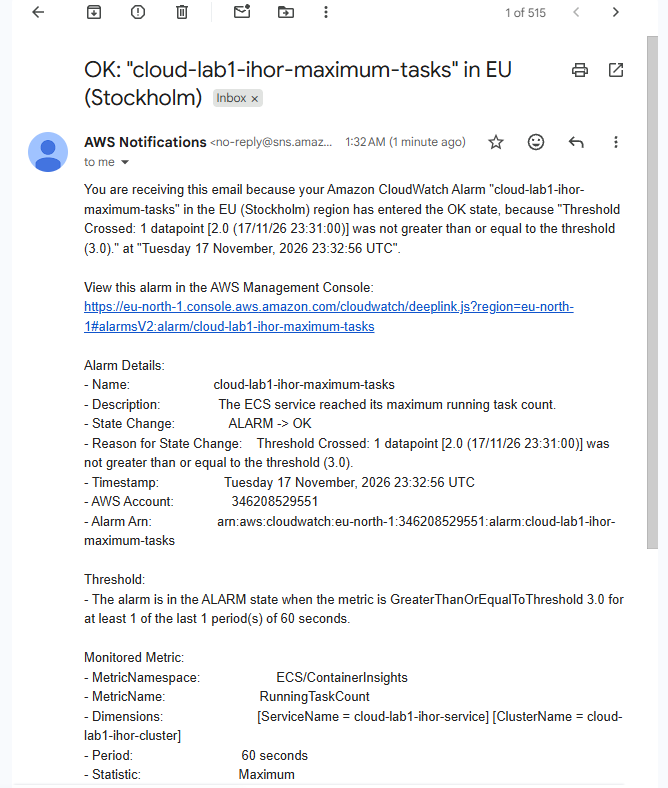 1 of 515
OK: "cloud-lab1-ihor-maximum-tasks" in EU
(Stockholm) Inbox ×
AWS Notifications <no-reply@sns.amaz... 1:32 AM (1 minute ago)
to me
You are receiving this email because your Amazon CloudWatch Alarm "cloud-lab1-ihor-
maximum-tasks" in the EU (Stockholm) region has entered the OK state, because "Threshold
Crossed: 1 datapoint [2.0 (17/11/26 23:31:00)] was not greater than or equal to the threshold
(3.0)." at "Tuesday 17 November, 2026 23:32:56 UTC".
View this alarm in the AWS Management Console:
https://eu-north-1.console.aws.amazon.com/cloudwatch/deeplink.js?region=eu-north-
1#alarmsV2:alarm/cloud-lab1-ihor-maximum-tasks
Alarm Details:
- Name: cloud-lab1-ihor-maximum-tasks
- Description: The ECS service reached its maximum running task count.
- State Change: ALARM -> OK
- Reason for State Change: Threshold Crossed: 1 datapoint [2.0 (17/11/26 23:31:00)] was
not greater than or equal to the threshold (3.0).
- Timestamp: Tuesday 17 November, 2026 23:32:56 UTC
- AWS Account: 346208529551
- Alarm Arn: arn:aws:cloudwatch:eu-north-1:346208529551:alarm:cloud-lab1-ihor-
maximum-tasks
Threshold:
- The alarm is in the ALARM state when the metric is GreaterThanOrEqualToThreshold 3.0 for
at least 1 of the last 1 period(s) of 60 seconds.
Monitored Metric:
- MetricNamespace: ECS/ContainerInsights
- MetricName: RunningTaskCount
- Dimensions: [ServiceName = cloud-lab1-ihor-service] [ClusterName = cloud-
lab1-ihor-cluster]
- Period: 60 seconds
- Statistic: Maximum